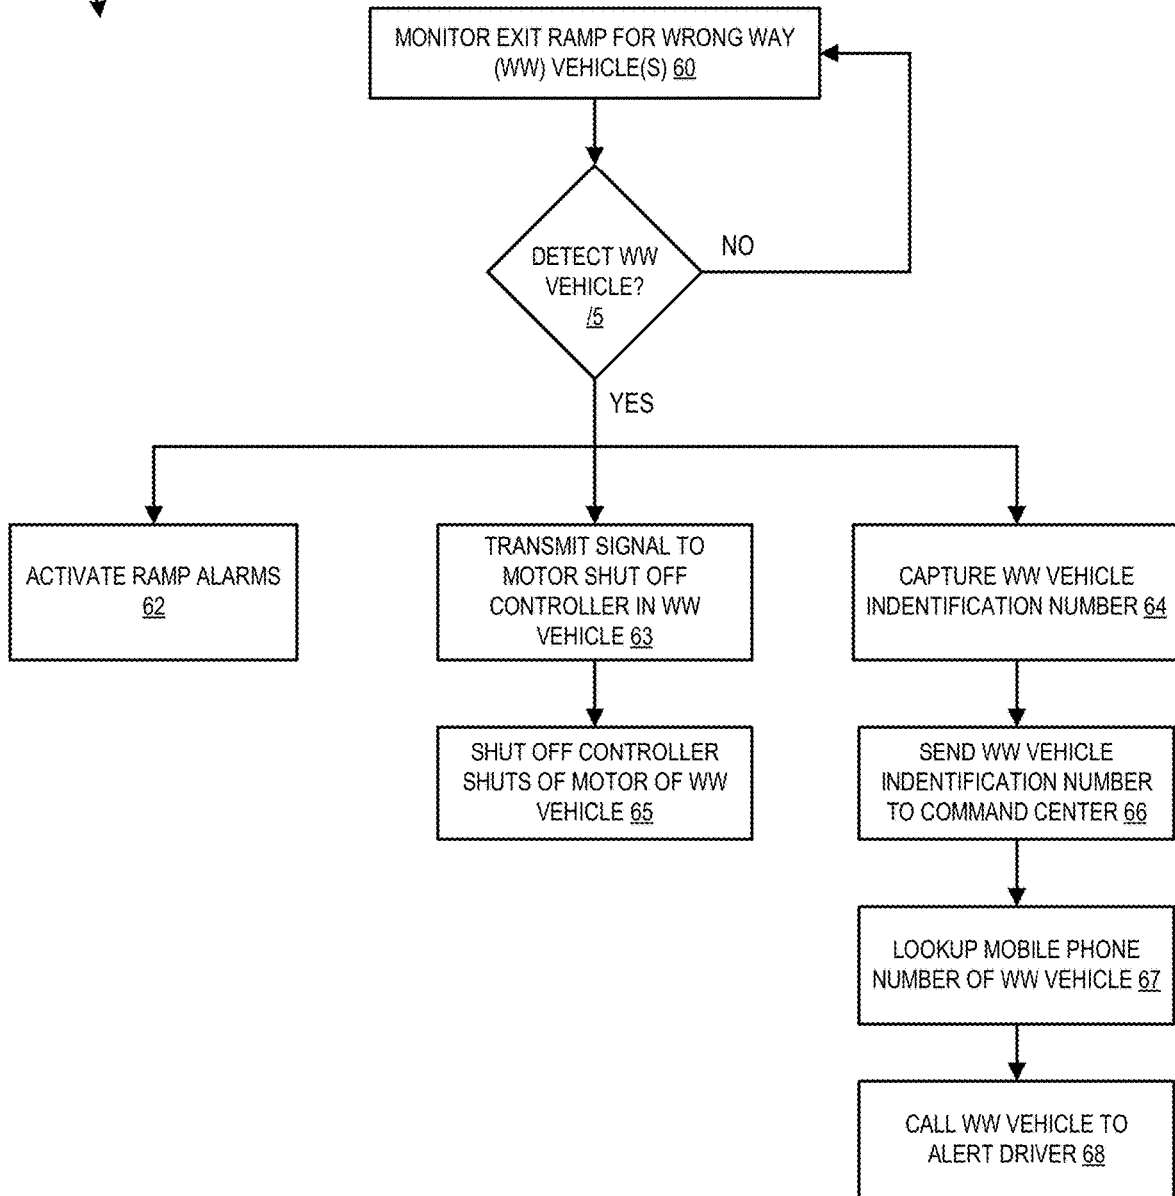 MONITOR EXIT RAMP FOR WRONG WAY
(WW) VEHICLE(S) 60
DETECT WW
VEHICLE?
/5
NO
YES
ACTIVATE RAMP ALARMS
62
TRANSMIT SIGNAL TO
MOTOR SHUT OFF
CONTROLLER IN WW
VEHICLE 63
CAPTURE WW VEHICLE
INDENTIFICATION NUMBER 64
SHUT OFF CONTROLLER
SHUTS OF MOTOR OF WW
VEHICLE 65
SEND WW VEHICLE
INDENTIFICATION NUMBER
TO COMMAND CENTER 66
LOOKUP MOBILE PHONE
NUMBER OF WW VEHICLE 67
CALL WW VEHICLE TO
ALERT DRIVER 68